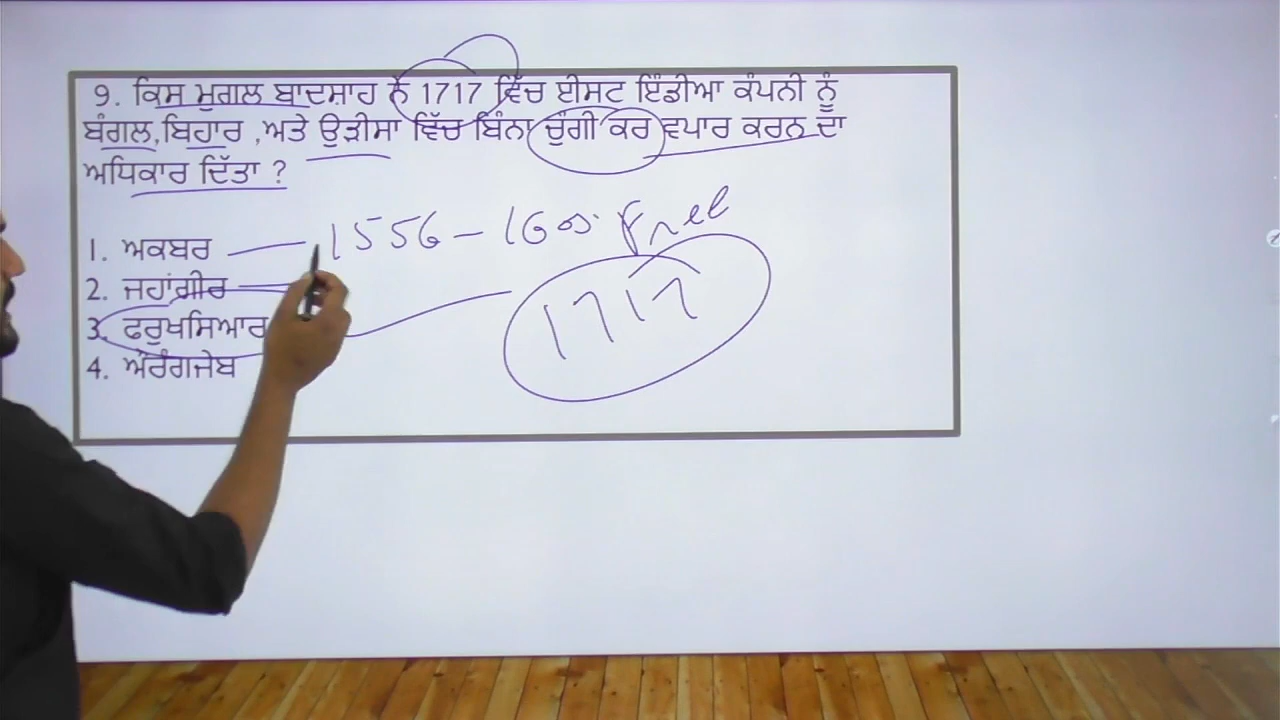 9. ਕਿਸ ਮੁਗਲ ਬਾਦਸ਼ਾਹ ਨੇ 1717 ਵਿੱਚ ਈਸਟ ਇੰਡੀਆ ਕੰਪਨੀ ਨੂੰ
ਬੰਗਲ,ਬਿਹਾਰ ,ਅਤੇ ਉੜੀਸਾ ਵਿੱਚ ਬਿੰਨਾ ਚੁੰਗੀ ਕਰ ਵਪਾਰ ਕਰਨ ਦਾ
ਅਧਿਕਾਰ ਦਿੱਤਾ ?
1. ਅਕਬਰ 1556 - 1605 Free
2. ਜਹਾਂਗੀਰ
3. ਫਰੁਖਸਿਆਰ 1717
4. ਔਰੰਗਜੇਬ